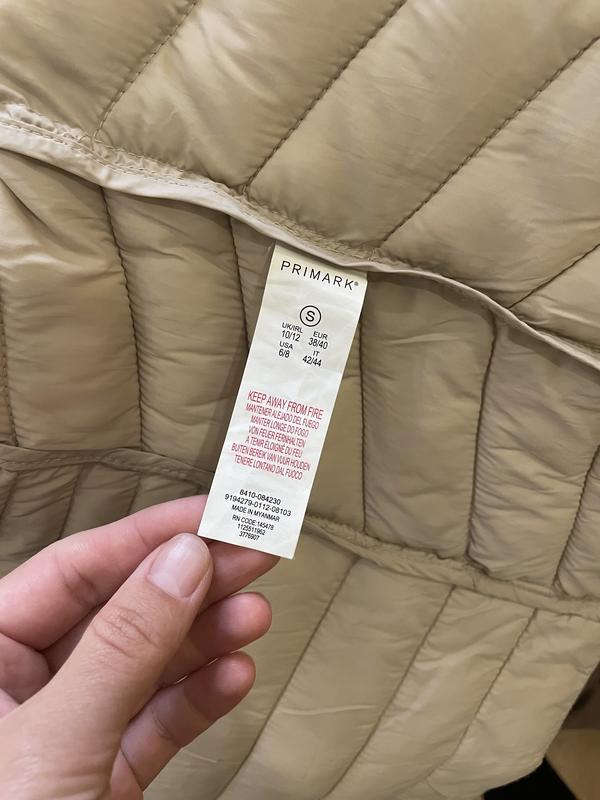 PRIMARK®
S
UK/IRL EUR
10/12 38/40
USA IT
6/8 42/44
KEEP AWAY FROM FIRE
MANTENER ALEJADO DEL FUEGO
MANTER LONGE DO FOGO
VON FEUER FERNHALTEN
À TENIR ÉLOIGNÉ DU FEU
BUITEN BEREIK VAN VUUR HOUDEN
TENERE LONTANO DAL FUOCO
8410-084230
9194279-0112-08103
MADE IN MYANMAR
RN CODE:145478
1125511962
3776907